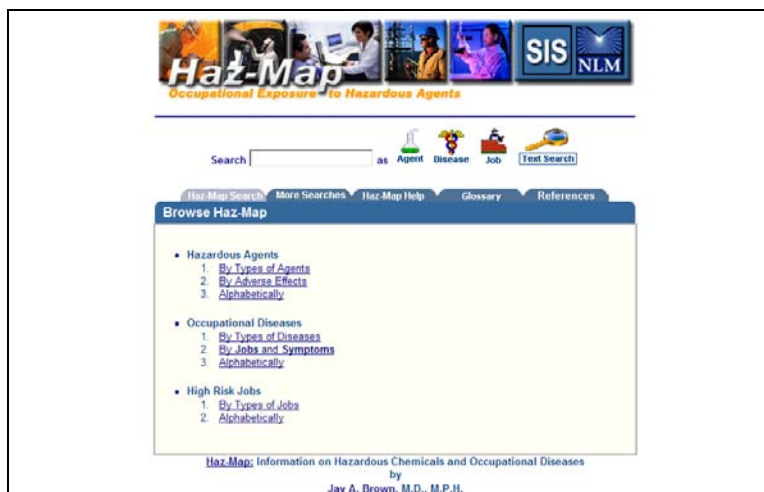 Haz-Map
Occupational Exposure to Hazardous Agents
SIS
NLM
Search as Agent Disease Job Text Search
Haz-Map Search More Searches Haz-Map Help Glossary References
Browse Haz-Map
• Hazardous Agents
1. By Types of Agents
2. By Adverse Effects
3. Alphabetically
• Occupational Diseases
1. By Types of Diseases
2. By Jobs and Symptoms
3. Alphabetically
• High Risk Jobs
1. By Types of Jobs
2. Alphabetically
Haz-Map: Information on Hazardous Chemicals and Occupational Diseases
by
Jay A. Brown, M.D., M.P.H.